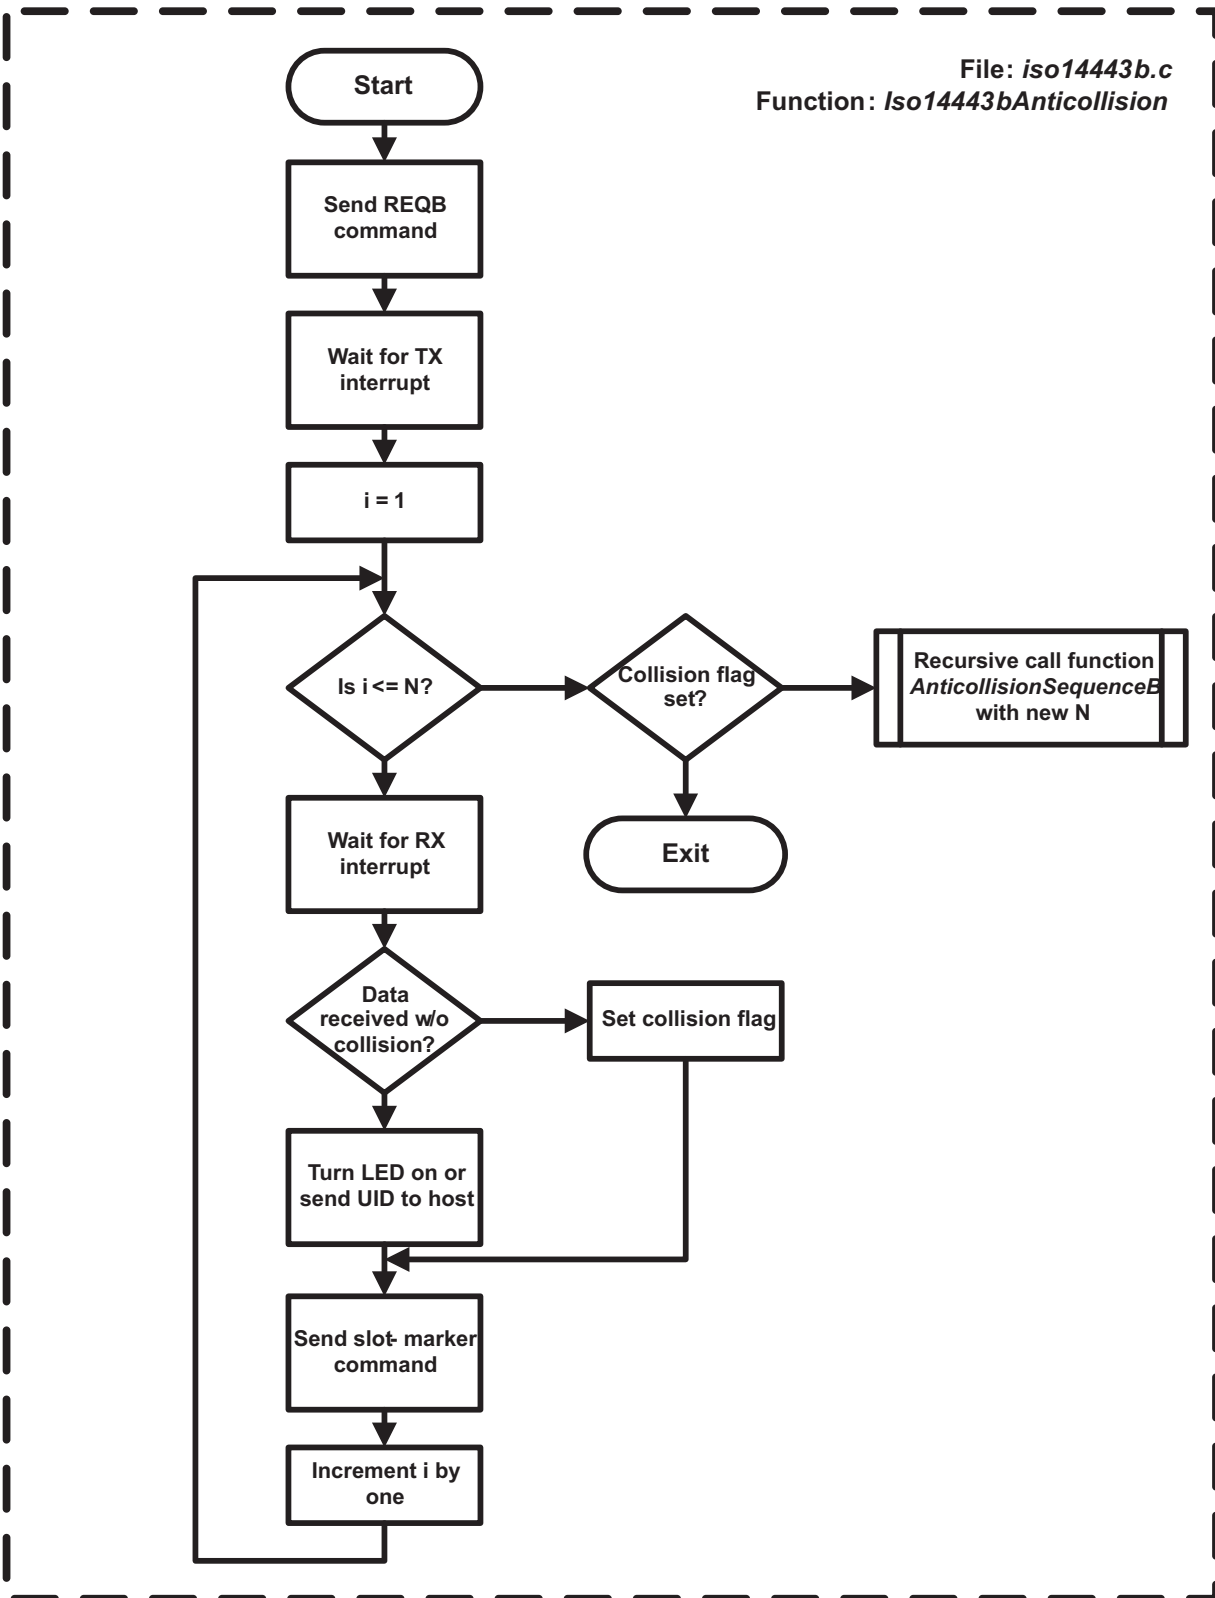 File: iso14443b.c
Function: Iso14443bAnticollision
Start
Send REQB
command
Wait for TX
interrupt
i = 1
Is i <= N?
Collision flag
set?
Recursive call function
AnticollisionSequenceB
with new N
Wait for RX
interrupt
Exit
Data
received w/o
collision?
Set collision flag
Turn LED on or
send UID to host
Send slot- marker
command
Increment i by
one